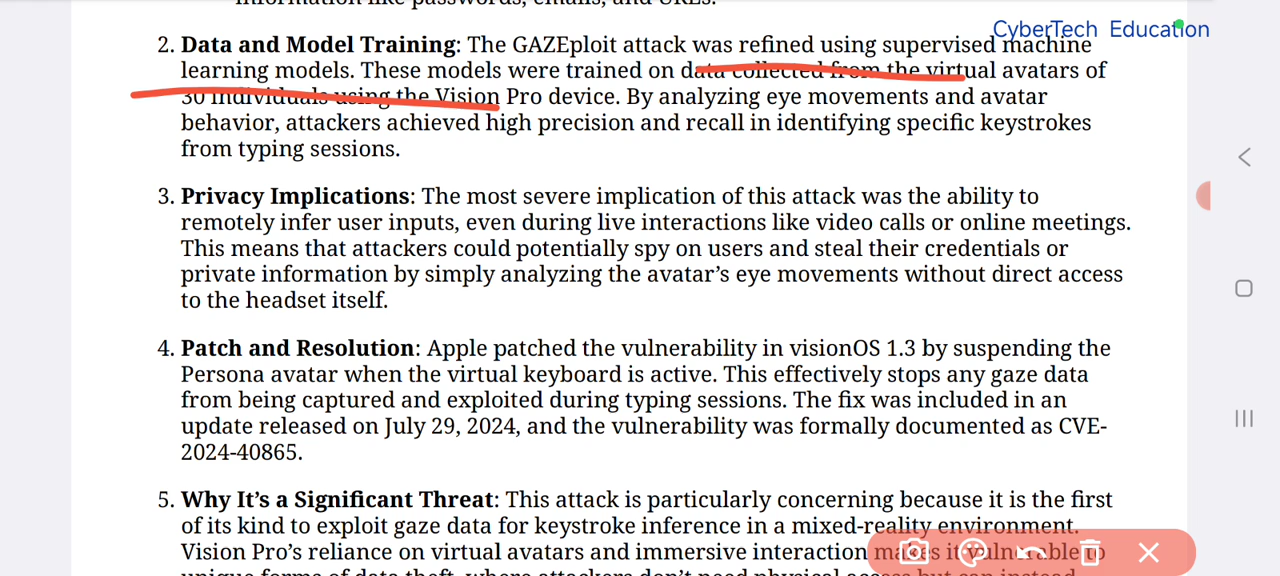 information like passwords, emails, and URLs.
CyberTech Education
2. Data and Model Training: The GAZEploit attack was refined using supervised machine
learning models. These models were trained on data collected from the virtual avatars of
30 individuals using the Vision Pro device. By analyzing eye movements and avatar
behavior, attackers achieved high precision and recall in identifying specific keystrokes
from typing sessions.
3. Privacy Implications: The most severe implication of this attack was the ability to
remotely infer user inputs, even during live interactions like video calls or online meetings.
This means that attackers could potentially spy on users and steal their credentials or
private information by simply analyzing the avatar’s eye movements without direct access
to the headset itself.
4. Patch and Resolution: Apple patched the vulnerability in visionOS 1.3 by suspending the
Persona avatar when the virtual keyboard is active. This effectively stops any gaze data
from being captured and exploited during typing sessions. The fix was included in an
update released on July 29, 2024, and the vulnerability was formally documented as CVE-
2024-40865.
5. Why It’s a Significant Threat: This attack is particularly concerning because it is the first
of its kind to exploit gaze data for keystroke inference in a mixed-reality environment.
Vision Pro’s reliance on virtual avatars and immersive interaction makes it vulnerable to